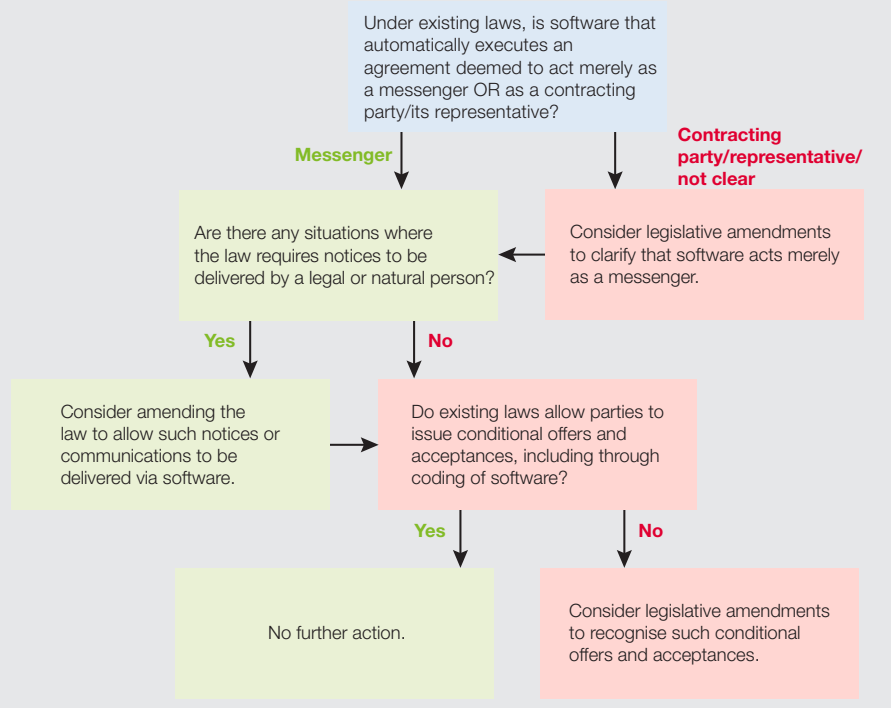 Under existing laws, is software that
automatically executes an
agreement deemed to act merely as
a messenger OR as a contracting
party/its representative?
Messenger
Contracting
party/representative/
not clear
Are there any situations where
the law requires notices to be
delivered by a legal or natural person?
Consider legislative amendments
to clarify that software acts merely
as a messenger.
Yes
No
Consider amending the
law to allow such notices or
communications to be
delivered via software.
Do existing laws allow parties to
issue conditional offers and
acceptances, including through
coding of software?
Yes
No
No further action.
Consider legislative amendments
to recognise such conditional
offers and acceptances.